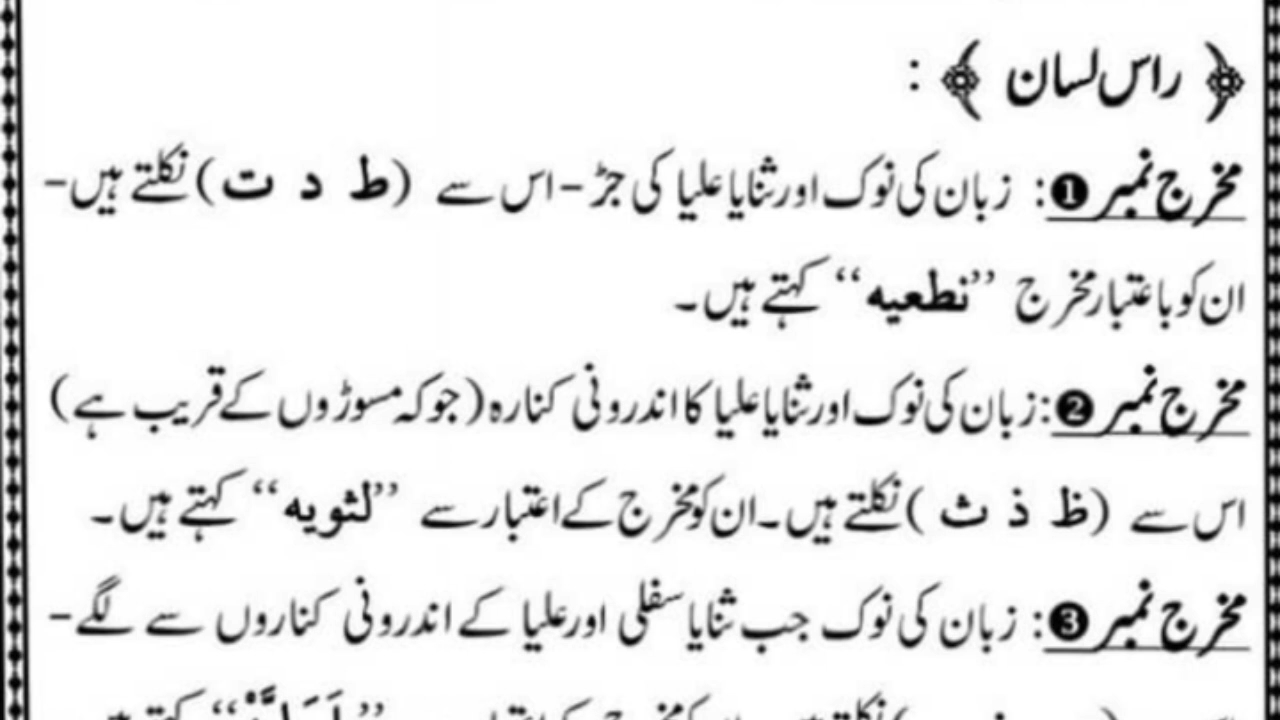 ﴿ راس لسان ﴾ :
مخرج نمبر ❶: زبان کی نوک اور ثنایا علیا کی جڑ - اس سے (ط د ت) نکلتے ہیں-
ان کو باعتبار مخرج ’’نطعیه‘‘ کہتے ہیں۔
مخرج نمبر ❷: زبان کی نوک اور ثنایا علیا کا اندرونی کنارہ (جو کہ مسوڑوں کے قریب ہے)
اس سے (ظ ذ ث) نکلتے ہیں۔ ان کو مخرج کے اعتبار سے ’’لثویه‘‘ کہتے ہیں۔
مخرج نمبر ❸: زبان کی نوک جب ثنایا سفلی اور علیا کے اندرونی کناروں سے لگے-